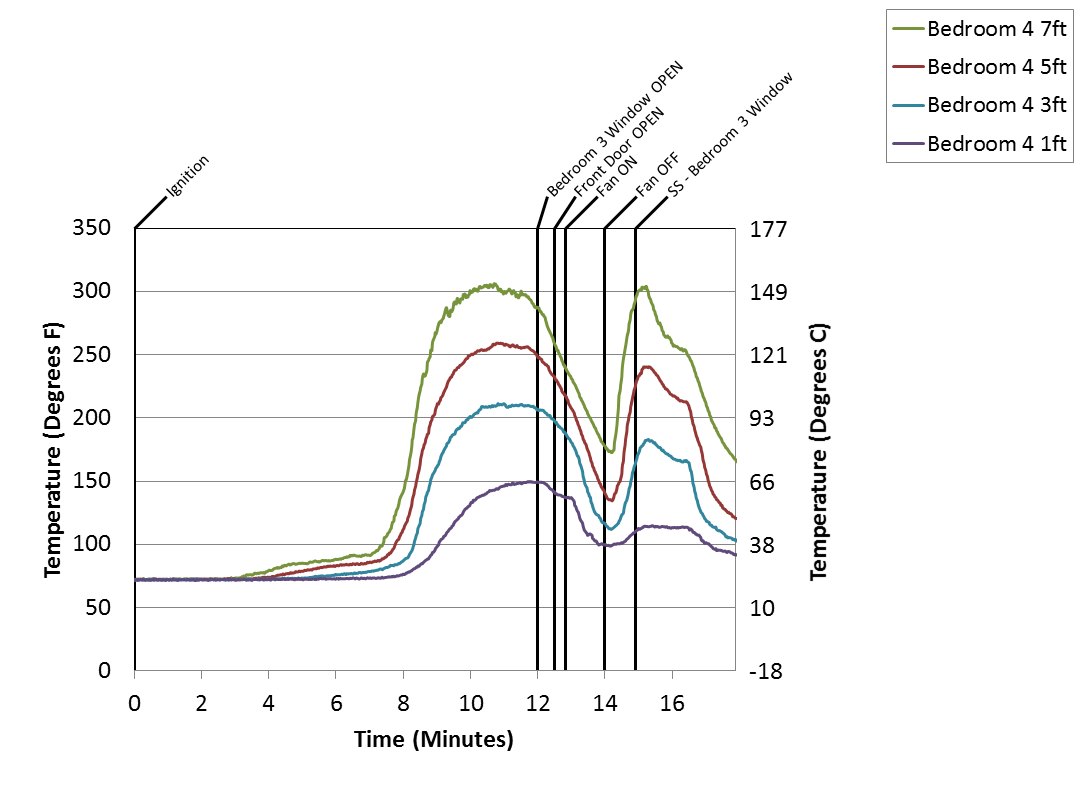 Bedroom 4 7ft
Bedroom 4 5ft
Bedroom 4 3ft
Bedroom 4 1ft
Ignition
Bedroom 3 Window OPEN
Front Door OPEN
Fan ON
Fan OFF
SS - Bedroom 3 Window
350
300
250
200
150
100
50
0
Temperature (Degrees F)
177
149
121
93
66
38
10
-18
Temperature (Degrees C)
0 2 4 6 8 10 12 14 16
Time (Minutes)